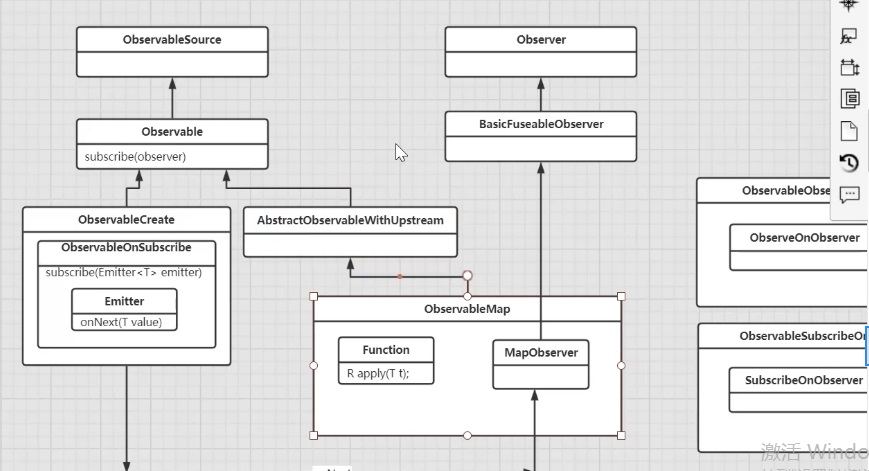 ObservableSource
Observer
Observable
subscribe(observer)
BasicFuseableObserver
ObservableCreate
ObservableOnSubscribe
subscribe(Emitter<T> emitter)
Emitter
onNext(T value)
AbstractObservableWithUpstream
ObservableMap
Function
R apply(T t);
MapObserver
ObservableObse
ObserveOnObserver
ObservableSubscribeO
SubscribeOnObserver
激活 Windo